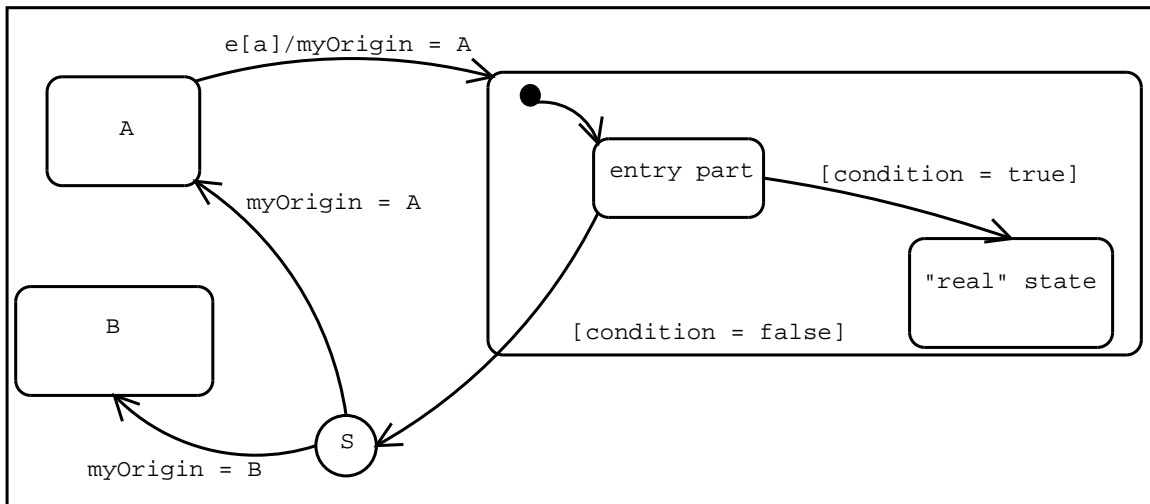 e[a]/myOrigin = A
A
entry part
[condition = true]
myOrigin = A
"real" state
B
[condition = false]
S
myOrigin = B